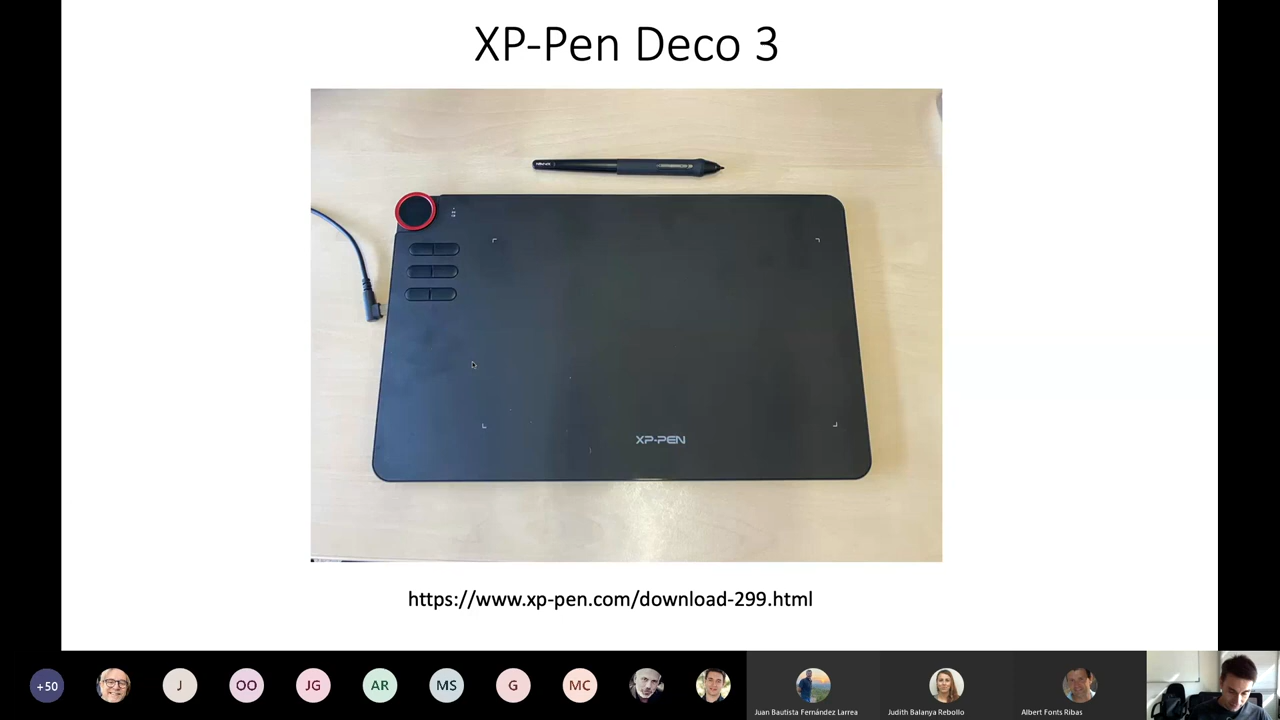 XP-Pen Deco 3
XP-PEN
https://www.xp-pen.com/download-299.html
+50
J
OO
JG
AR
MS
G
MC
Juan Bautista Fernández Larrea
Judith Balanya Rebollo
Albert Fonts Ribas